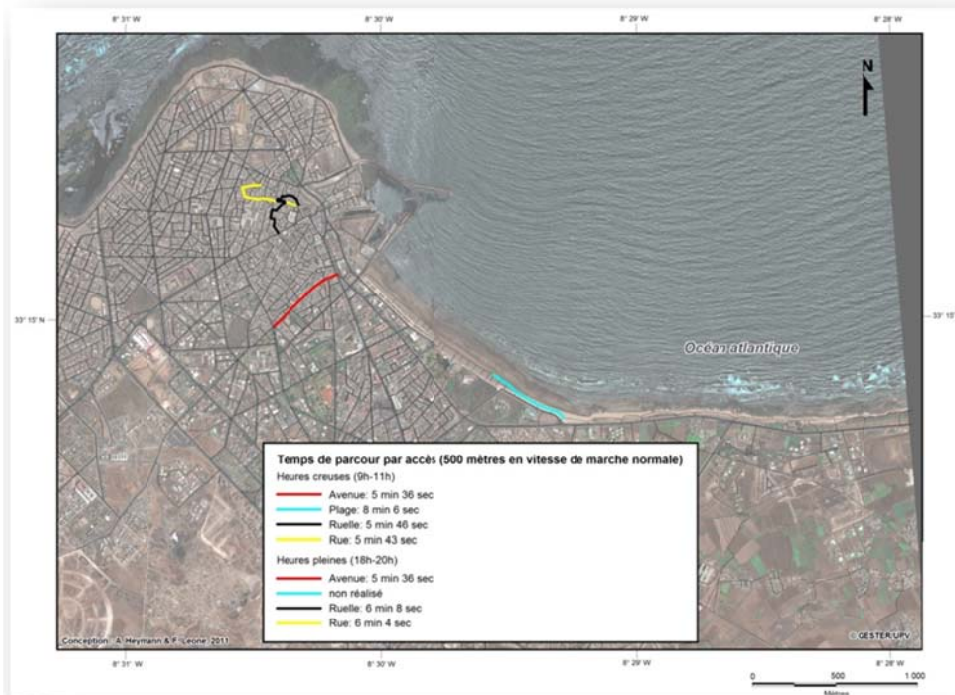 8° 31' W 8° 30' W 8° 29' W 8° 28' W
N
33° 15' N
33° 15'
Océan atlantique
Temps de parcour par accès (500 mètres en vitesse de marche normale)
Heures creuses (9h-11h)
Avenue: 5 min 36 sec
Plage: 8 min 6 sec
Ruelle: 5 min 46 sec
Rue: 5 min 43 sec
Heures pleines (18h-20h)
Avenue: 5 min 36 sec
non réalisé
Ruelle: 6 min 8 sec
Rue: 6 min 4 sec
Conception: A. Heymann & F. Leone. 2011
© GESTER/UPV
8° 31' W 8° 30' W 8° 29' W 8° 28' W
0 500 1 000
Mètres